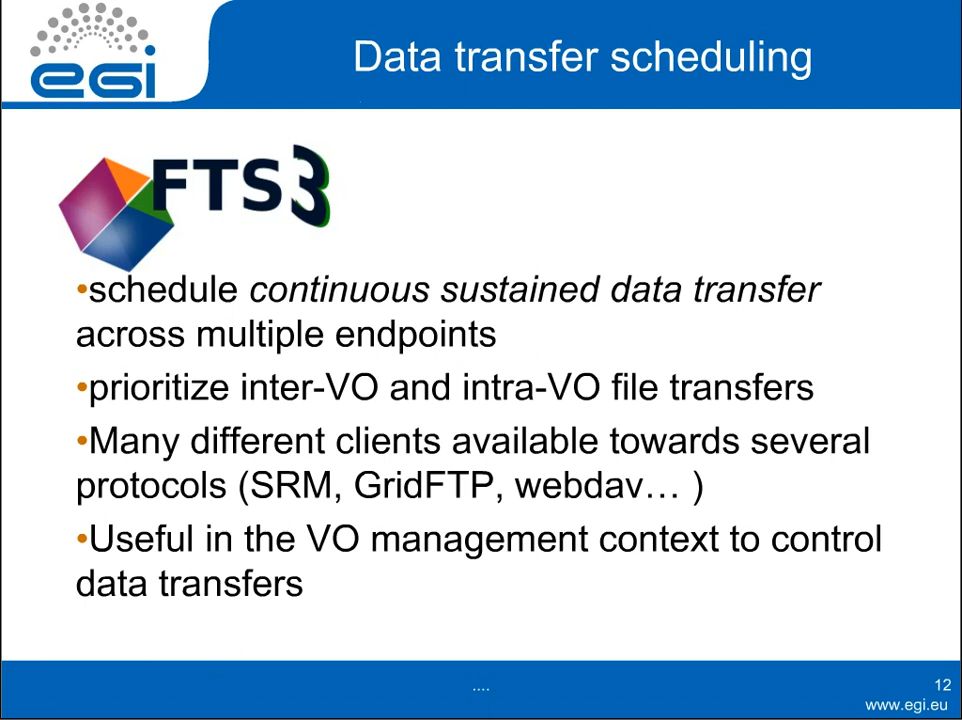 egi
Data transfer scheduling
FTS3
•schedule continuous sustained data transfer
across multiple endpoints
•prioritize inter-VO and intra-VO file transfers
•Many different clients available towards several
protocols (SRM, GridFTP, webdav… )
•Useful in the VO management context to control
data transfers
....
12
www.egi.eu